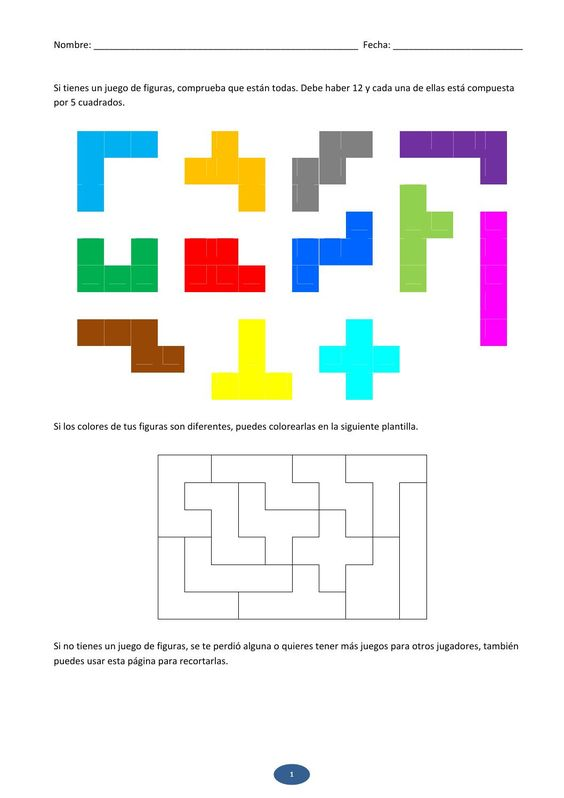 Nombre: ______________________________________________________ Fecha: __________________________
Si tienes un juego de figuras, comprueba que están todas. Debe haber 12 y cada una de ellas está compuesta
por 5 cuadrados.
Si los colores de tus figuras son diferentes, puedes colorearlas en la siguiente plantilla.
Si no tienes un juego de figuras, se te perdió alguna o quieres tener más juegos para otros jugadores, también
puedes usar esta página para recortarlas.
1